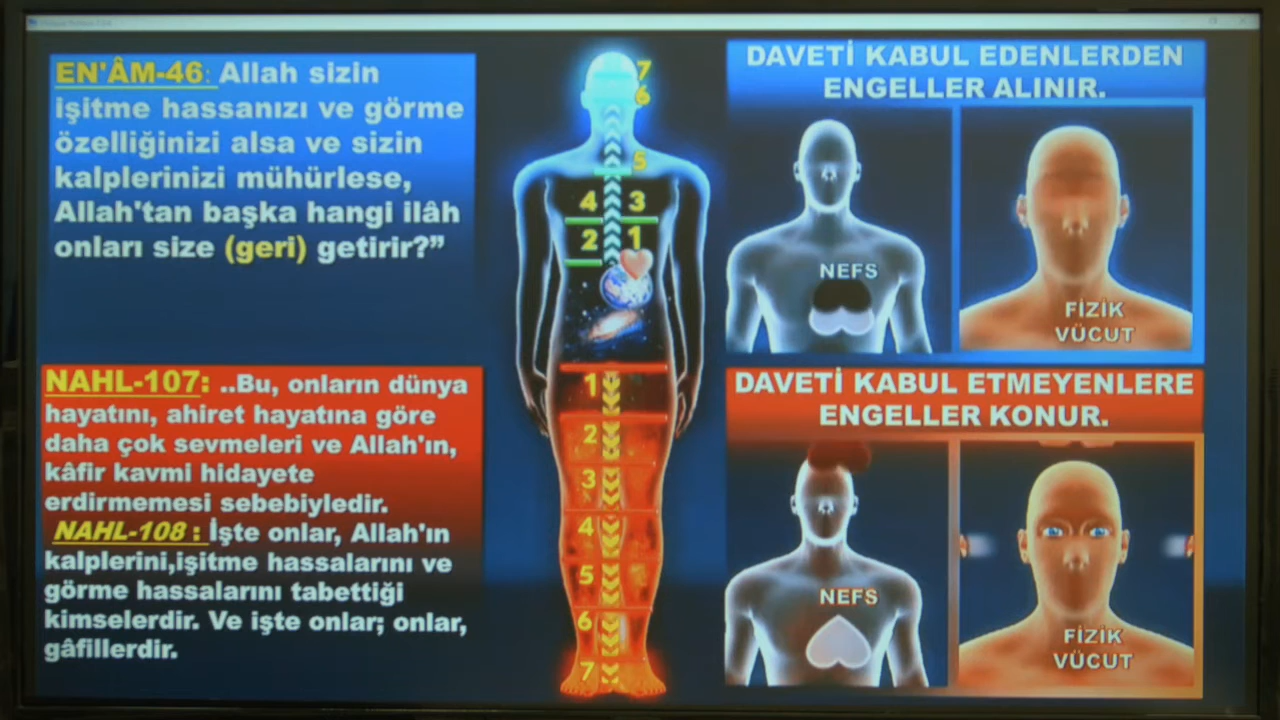 EN'ÂM-46: Allah sizin
işitme hassanızı ve görme
özelliğinizi alsa ve sizin
kalplerinizi mühürlese,
Allah'tan başka hangi ilâh
onları size (geri) getirir?”
NAHL-107: ..Bu, onların dünya
hayatını, ahiret hayatına göre
daha çok sevmeleri ve Allah'ın,
kâfir kavmi hidayete
erdirmemesi sebebiyledir.
NAHL-108 : İşte onlar, Allah'ın
kalplerini,işitme hassalarını ve
görme hassalarını tabettiği
kimselerdir. Ve işte onlar; onlar,
gâfillerdir.
7
6
5
4 3
2 1
1
2
3
4
5
6
7
DAVETİ KABUL EDENLERDEN
ENGELLER ALINIR.
NEFS
FİZİK
VÜCUT
DAVETİ KABUL ETMEYENLERE
ENGELLER KONUR.
NEFS
FİZİK
VÜCUT